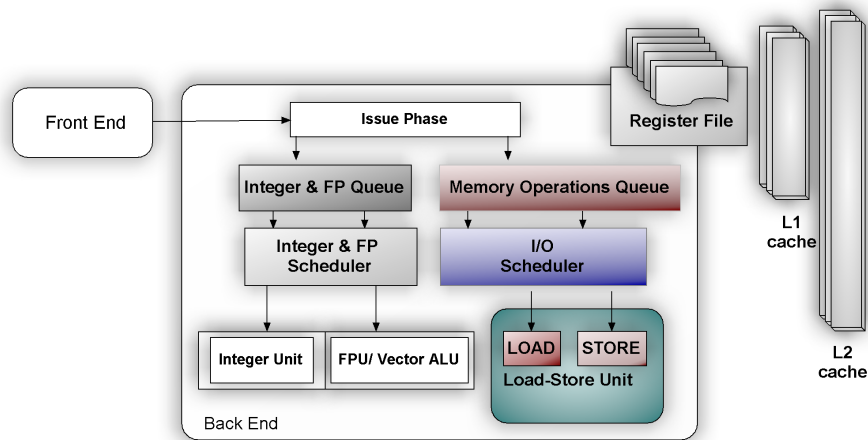 Front End
Issue Phase
Register File
Integer & FP Queue
Memory Operations Queue
L1
cache
Integer & FP
Scheduler
I/O
Scheduler
Integer Unit
FPU/ Vector ALU
LOAD
STORE
Load-Store Unit
L2
cache
Back End